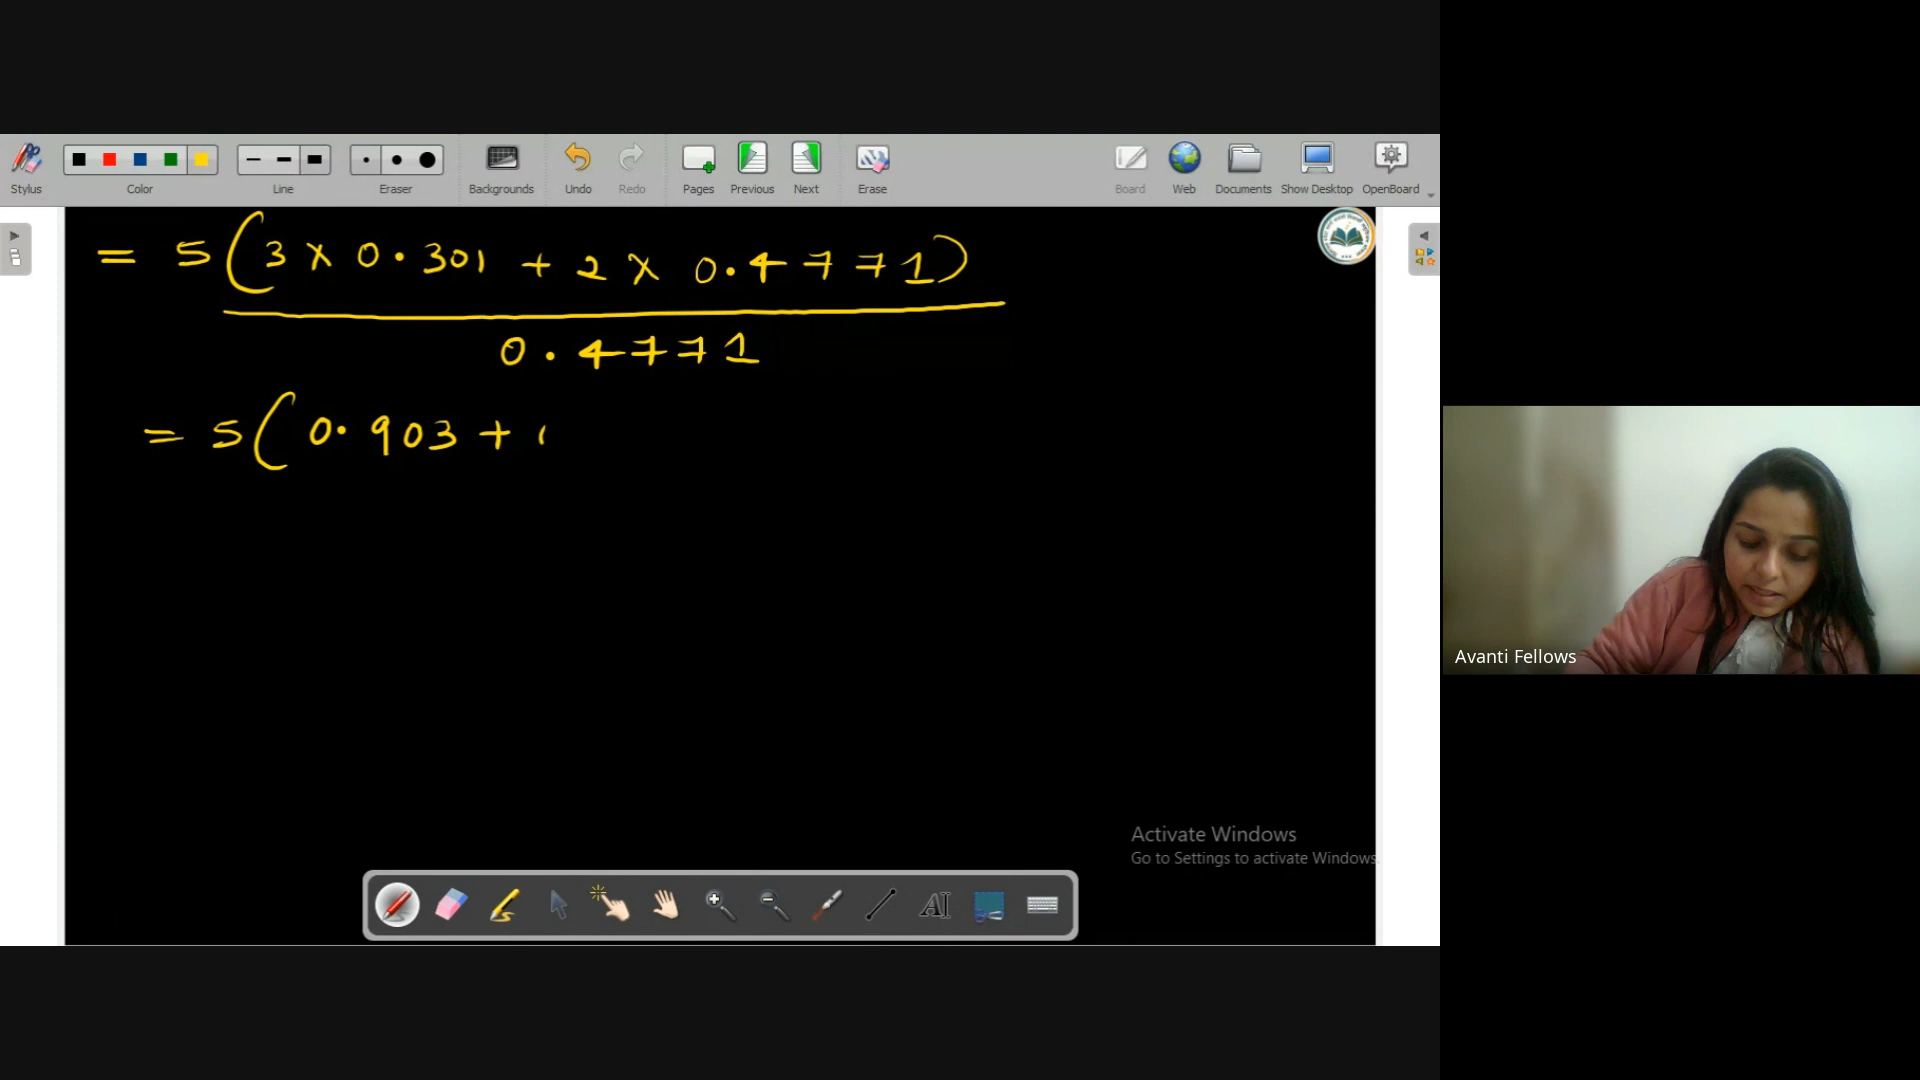 Stylus
Color
Line
Eraser
Backgrounds
Undo
Redo
Pages
Previous
Next
Erase
Board
Web
Documents
Show Desktop
OpenBoard
= 5(3 × 0.301 + 2 × 0.4771)
0.4771
= 5( 0.903 +
Avanti Fellows
Activate Windows
Go to Settings to activate Windows.
AI